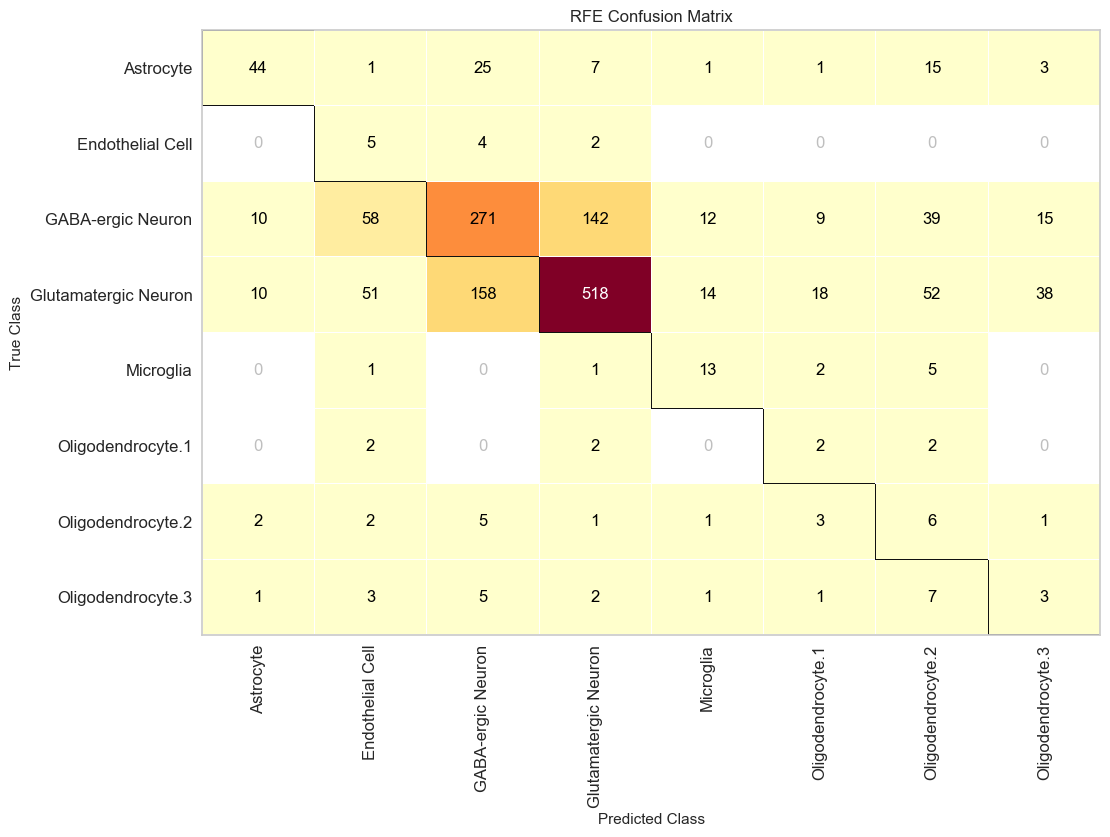 RFE Confusion Matrix
True Class
Astrocyte 44 1 25 7 1 1 15 3
Endothelial Cell 0 5 4 2 0 0 0 0
GABA-ergic Neuron 10 58 271 142 12 9 39 15
Glutamatergic Neuron 10 51 158 518 14 18 52 38
Microglia 0 1 0 1 13 2 5 0
Oligodendrocyte.1 0 2 0 2 0 2 2 0
Oligodendrocyte.2 2 2 5 1 1 3 6 1
Oligodendrocyte.3 1 3 5 2 1 1 7 3
Astrocyte
Endothelial Cell
GABA-ergic Neuron
Glutamatergic Neuron
Microglia
Oligodendrocyte.1
Oligodendrocyte.2
Oligodendrocyte.3
Predicted Class